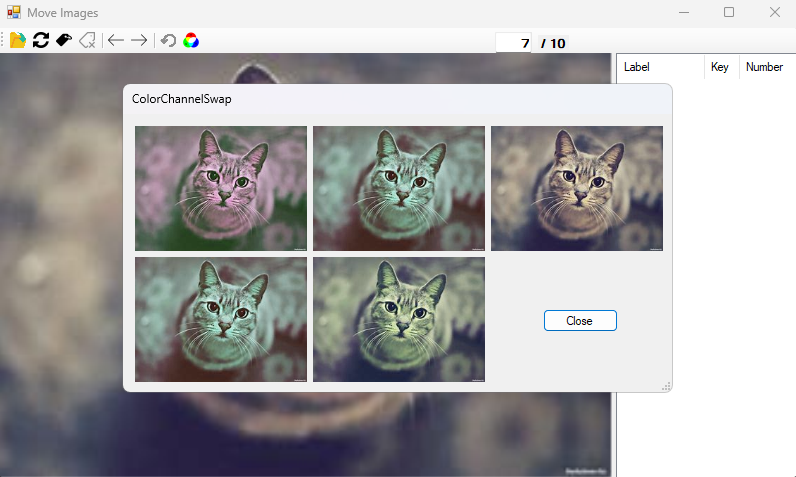 Move Images
7 / 10
Label Key Number
ColorChannelSwap
Close